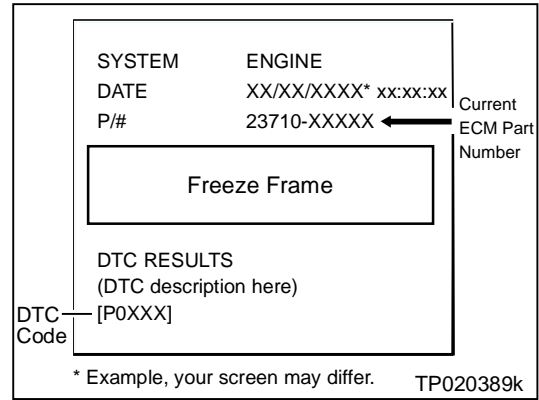 SYSTEM ENGINE
DATE XX/XX/XXXX* xx:xx:xx
P/# 23710-XXXXX
Current
ECM Part
Number
Freeze Frame
DTC RESULTS
(DTC description here)
[P0XXX]
DTC
Code
* Example, your screen may differ.
TP020389k